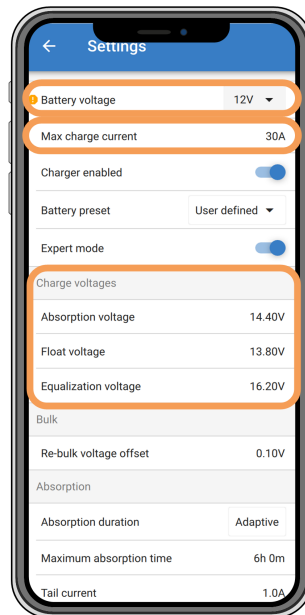 Settings
Battery voltage 12V
Max charge current 30A
Charger enabled
Battery preset User defined
Expert mode
Charge voltages
Absorption voltage 14.40V
Float voltage 13.80V
Equalization voltage 16.20V
Bulk
Re-bulk voltage offset 0.10V
Absorption
Absorption duration Adaptive
Maximum absorption time 6h 0m
Tail current 1.0A